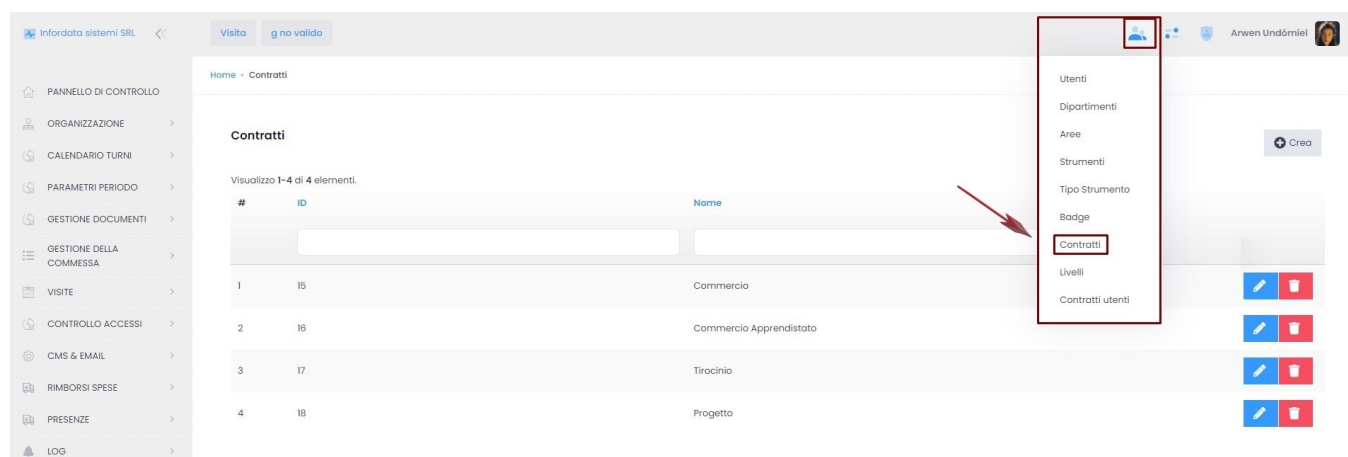 Infordata sistemi SRL
Visita
g no valido
Arwen Undómiel
Home • Contratti
PANNELLO DI CONTROLLO
ORGANIZZAZIONE
CALENDARIO TURNI
PARAMETRI PERIODO
GESTIONE DOCUMENTI
GESTIONE DELLA
COMMESSA
VISITE
CONTROLLO ACCESSI
CMS & EMAIL
RIMBORSI SPESE
PRESENZE
LOG
Utenti
Dipartimenti
Aree
Strumenti
Tipo Strumento
Badge
Contratti
Livelli
Contratti utenti
Contratti
Crea
Visualizzo 1-4 di 4 elementi.
# ID Nome
1 15 Commercio
2 16 Commercio Apprendistato
3 17 Tirocinio
4 18 Progetto